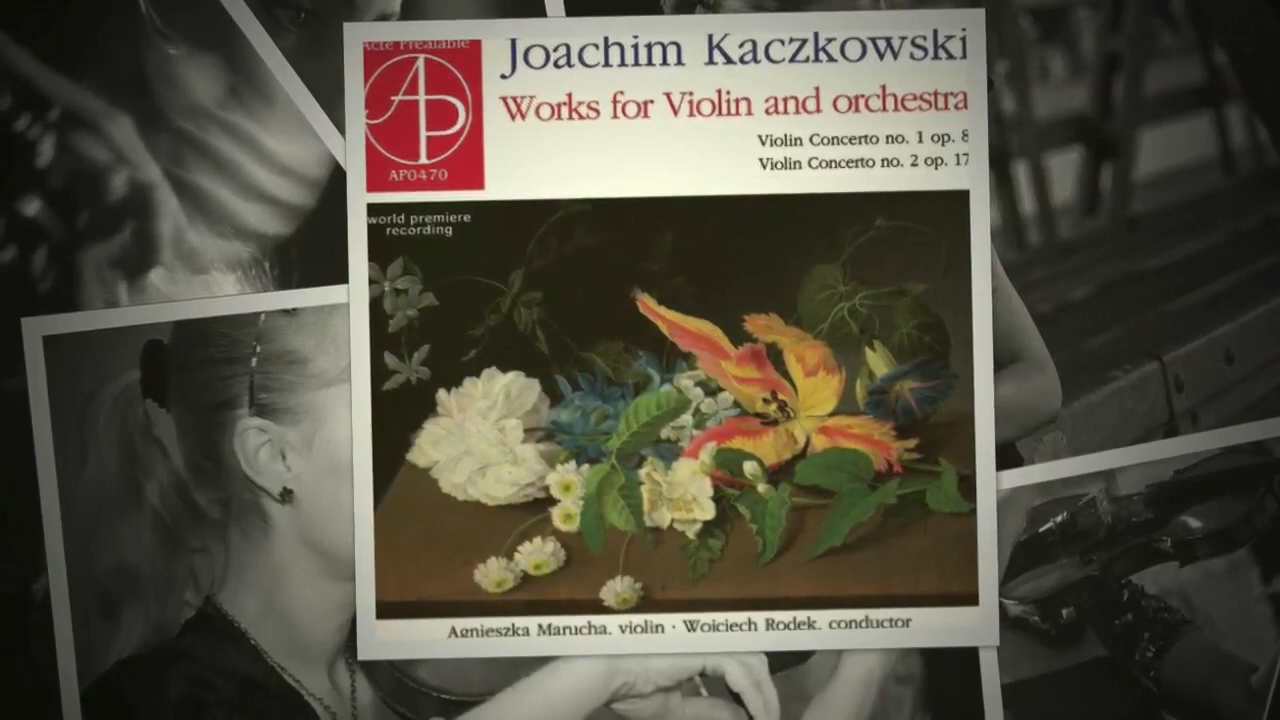 Acte Préalable
AP
AP0470
Joachim Kaczkowski
Works for Violin and orchestra
Violin Concerto no. 1 op. 8
Violin Concerto no. 2 op. 17
world premiere
recording
Agnieszka Marucha, violin · Wojciech Rodek, conductor